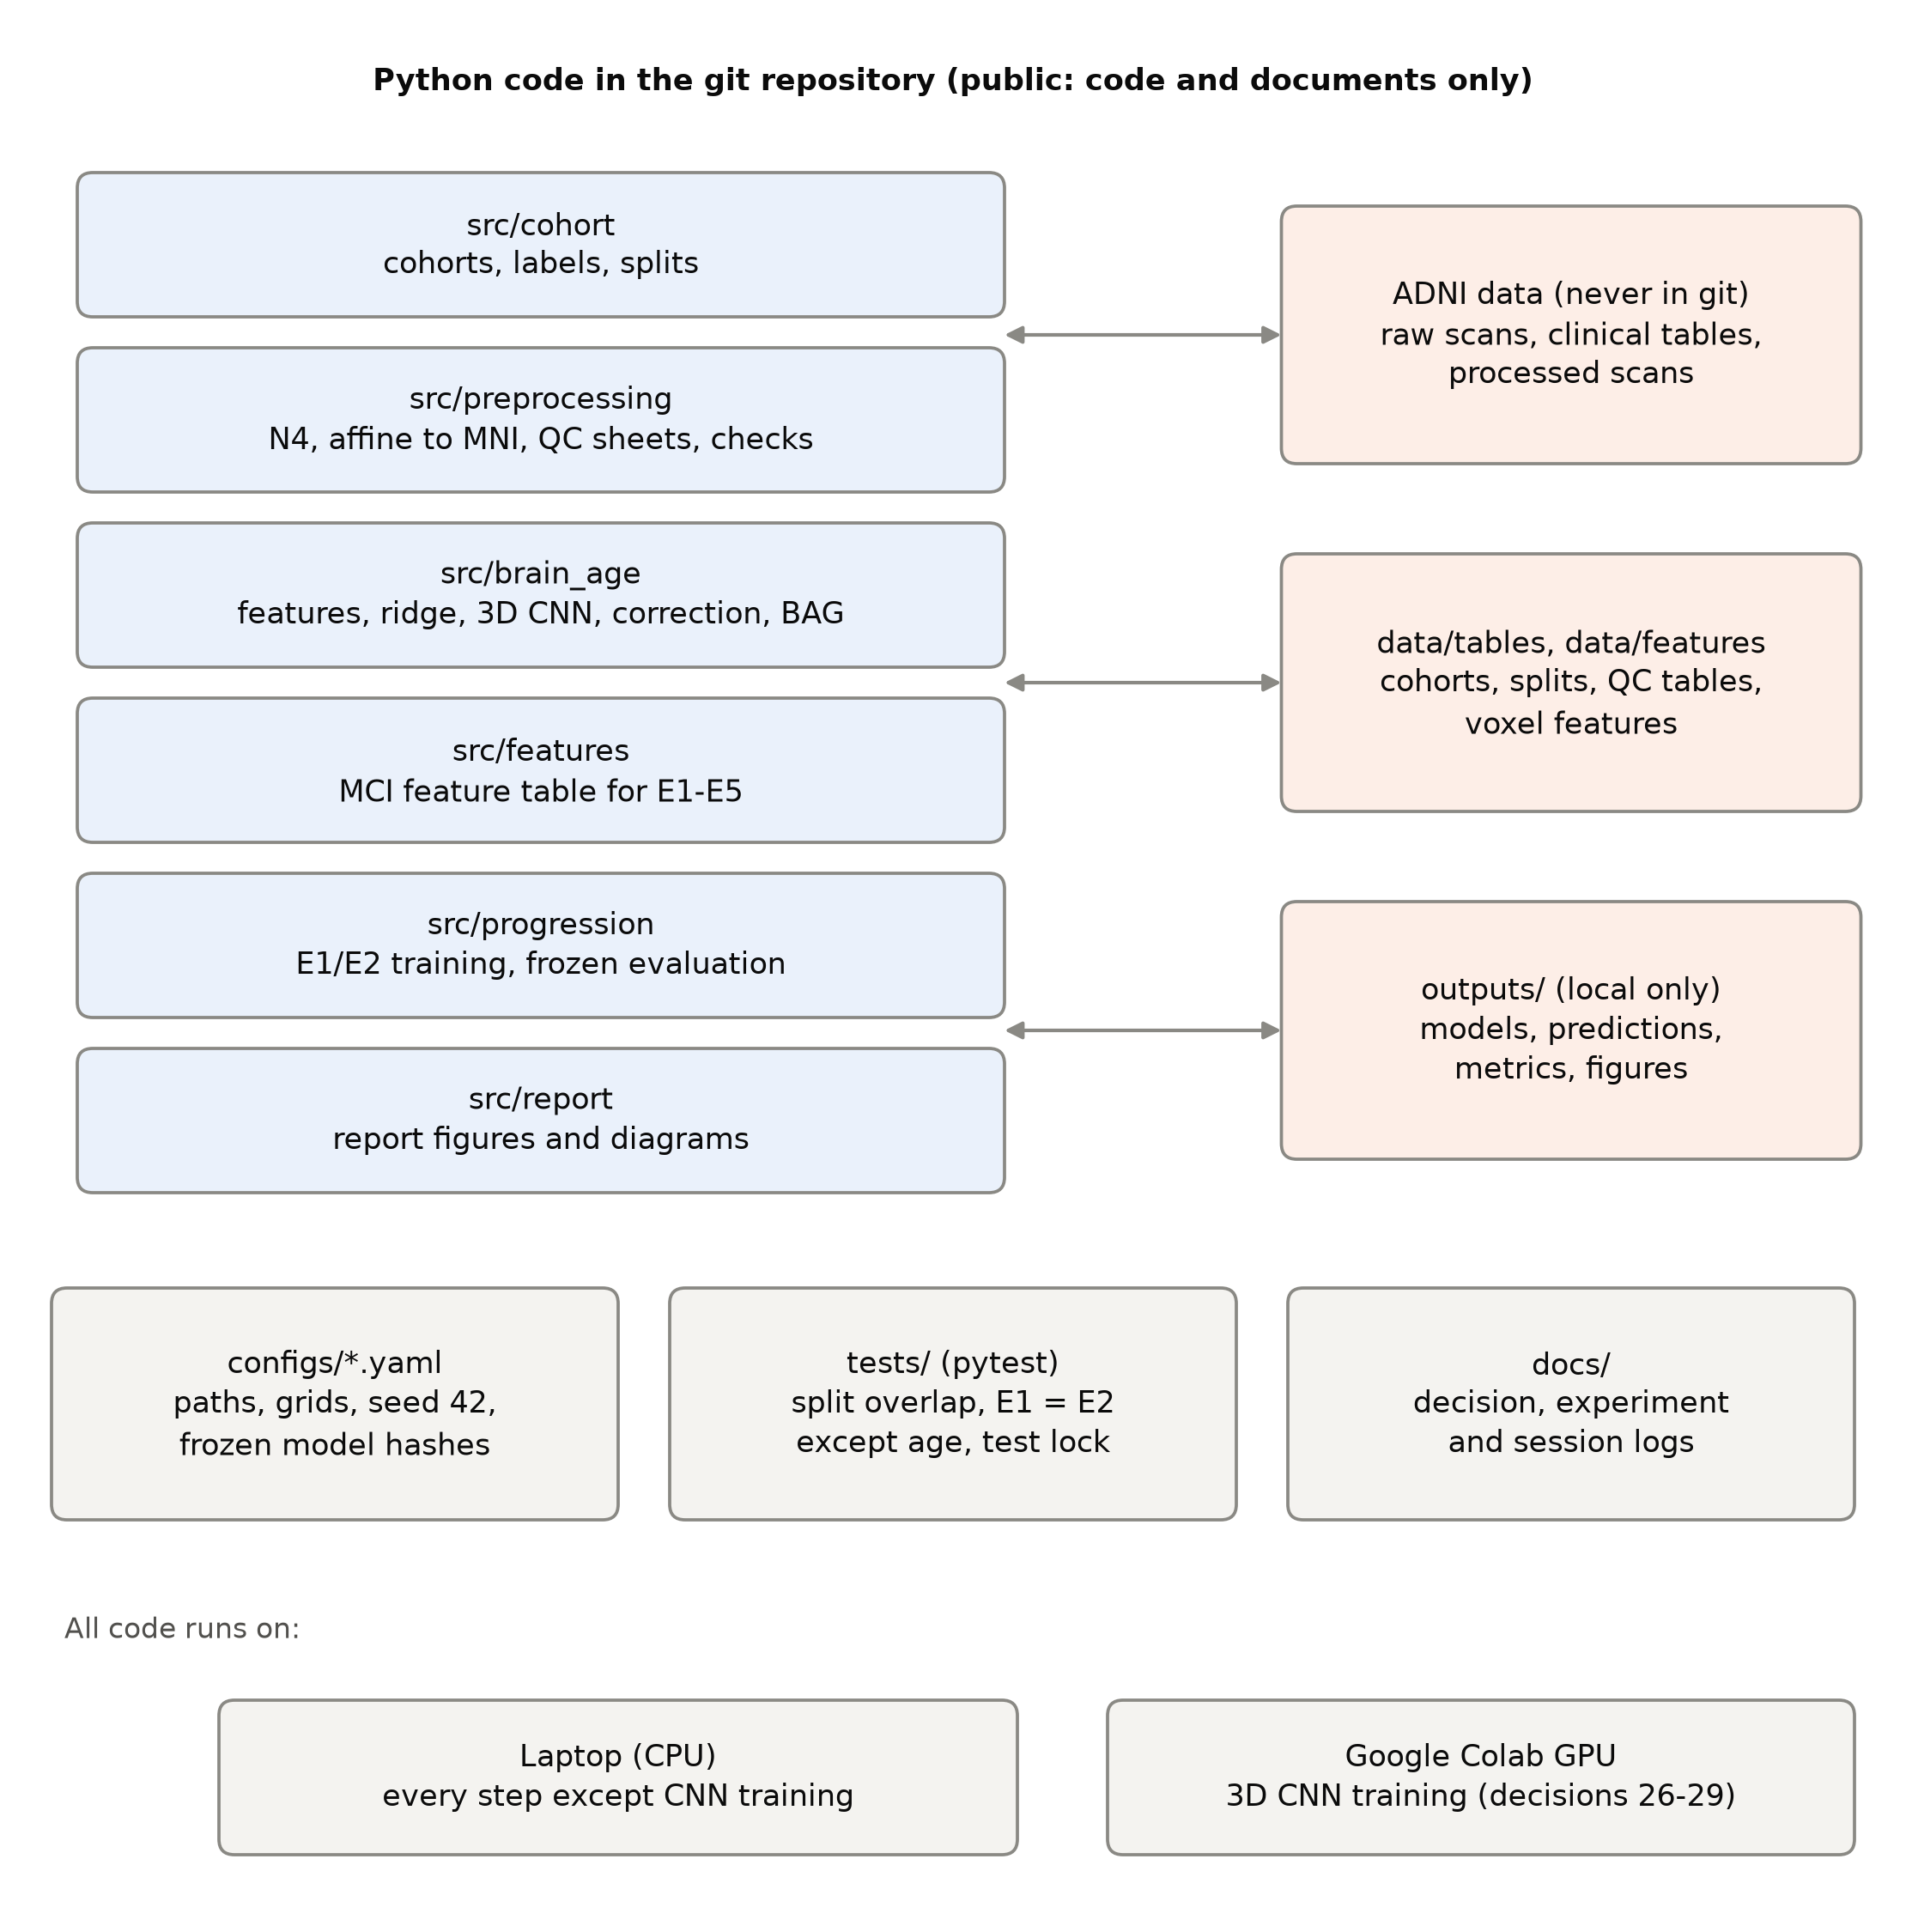 Python code in the git repository (public: code and documents only)
src/cohort
cohorts, labels, splits
src/preprocessing
N4, affine to MNI, QC sheets, checks
src/brain_age
features, ridge, 3D CNN, correction, BAG
src/features
MCI feature table for E1-E5
src/progression
E1/E2 training, frozen evaluation
src/report
report figures and diagrams
ADNI data (never in git)
raw scans, clinical tables,
processed scans
data/tables, data/features
cohorts, splits, QC tables,
voxel features
outputs/ (local only)
models, predictions,
metrics, figures
configs/*.yaml
paths, grids, seed 42,
frozen model hashes
tests/ (pytest)
split overlap, E1 = E2
except age, test lock
docs/
decision, experiment
and session logs
All code runs on:
Laptop (CPU)
every step except CNN training
Google Colab GPU
3D CNN training (decisions 26-29)